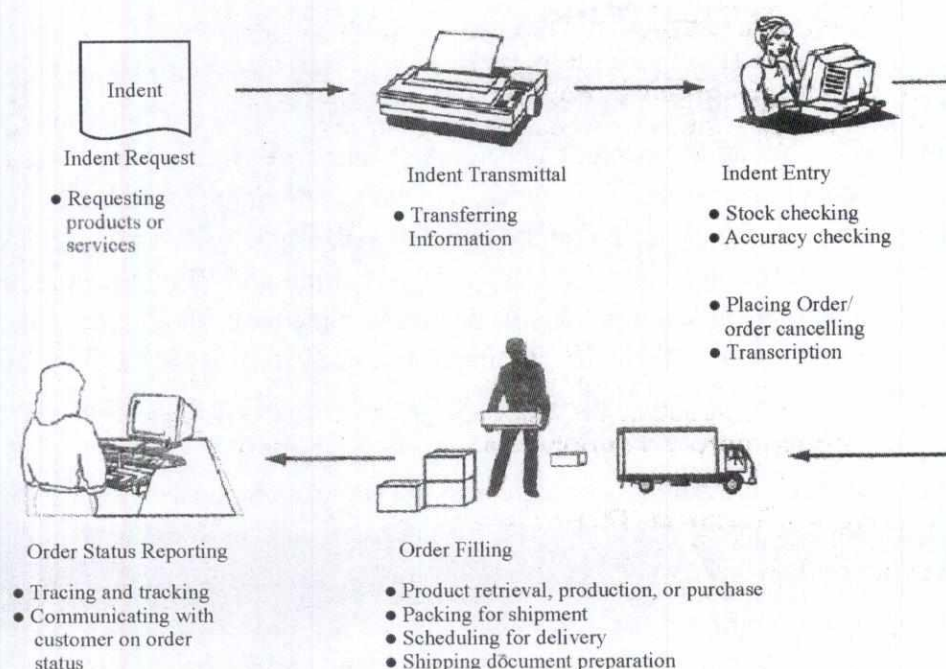 Indent
Indent Request
● Requesting
products or
services
Indent Transmittal
● Transferring
Information
Indent Entry
● Stock checking
● Accuracy checking
● Placing Order/
order cancelling
● Transcription
Order Status Reporting
● Tracing and tracking
● Communicating with
customer on order
status
Order Filling
● Product retrieval, production, or purchase
● Packing for shipment
● Scheduling for delivery
● Shipping document preparation